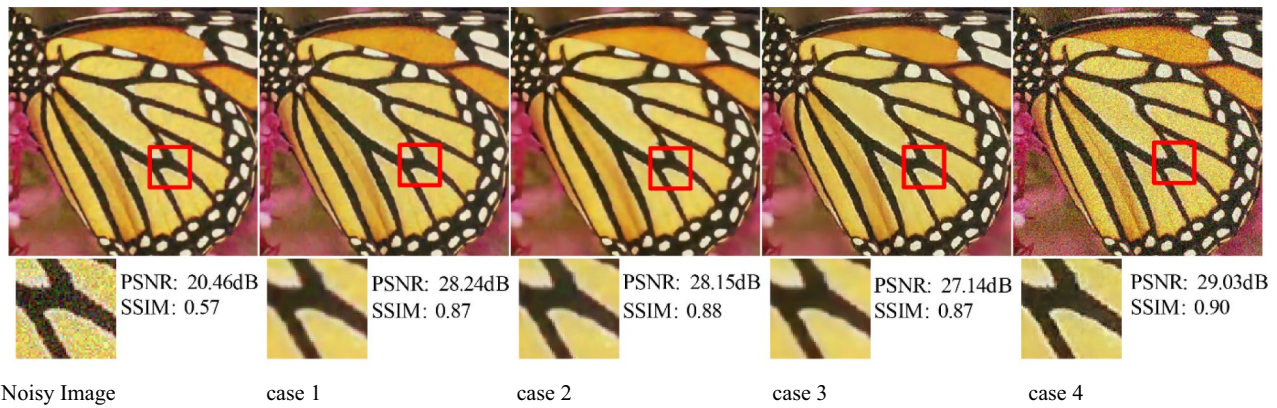 PSNR: 20.46dB
SSIM: 0.57
PSNR: 28.24dB
SSIM: 0.87
PSNR: 28.15dB
SSIM: 0.88
PSNR: 27.14dB
SSIM: 0.87
PSNR: 29.03dB
SSIM: 0.90
Noisy Image
case 1
case 2
case 3
case 4